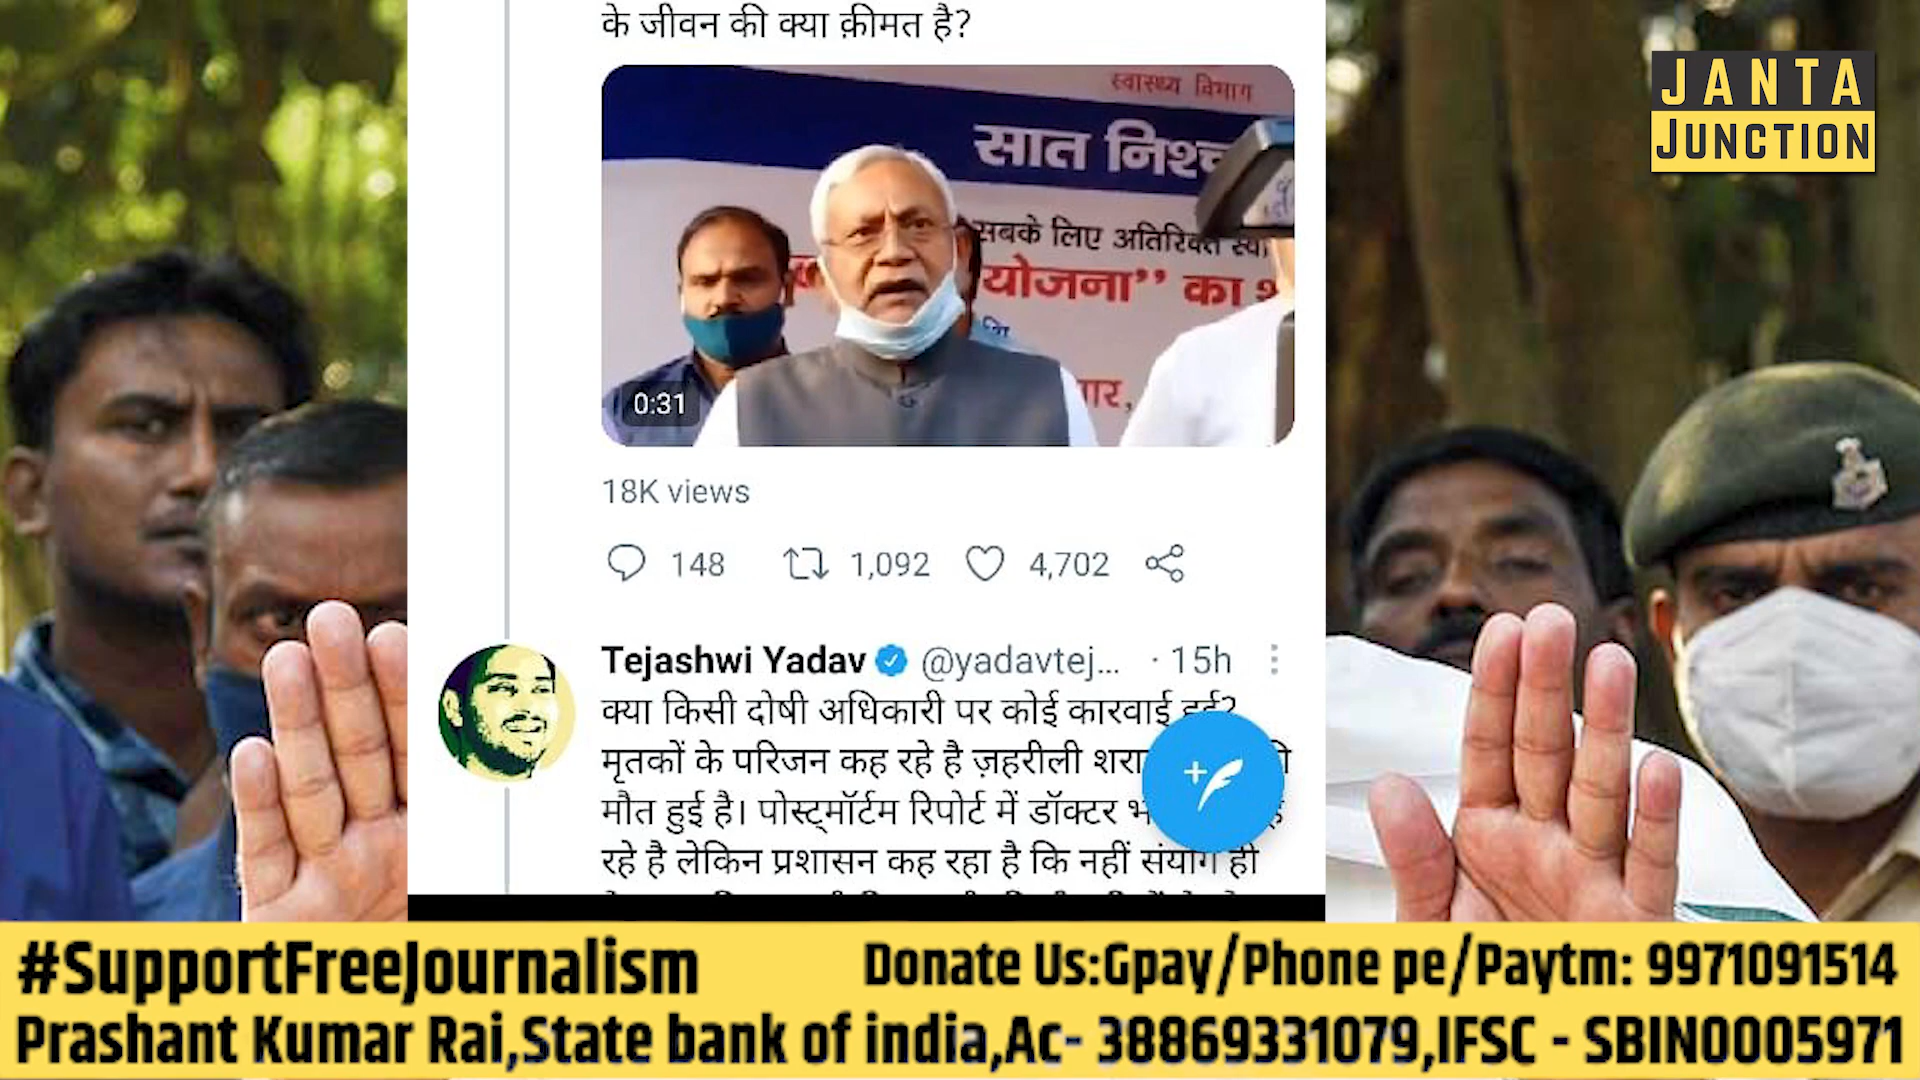 के जीवन की क्या क़ीमत है?
स्वास्थ्य विभाग
सात
सबके लिए अतिरिक्त
योजना” का
0:31
JANTA
JUNCTION
18K views
148 1,092 4,702
Tejashwi Yadav @yadavtej... · 15h
क्या किसी दोषी अधिकारी पर कोई कारवाई हुई?
मृतकों के परिजन कह रहे है ज़हरीली
मौत हुई है। पोस्ट्मॉर्टम रिपोर्ट में डॉक्टर
रहे है लेकिन प्रशासन कह रहा है कि नहीं संयोग ही
#SupportFreeJournalism
Donate Us:Gpay/Phone pe/Paytm: 9971091514
Prashant Kumar Rai,State bank of india,Ac- 38869331079,IFSC - SBIN0005971